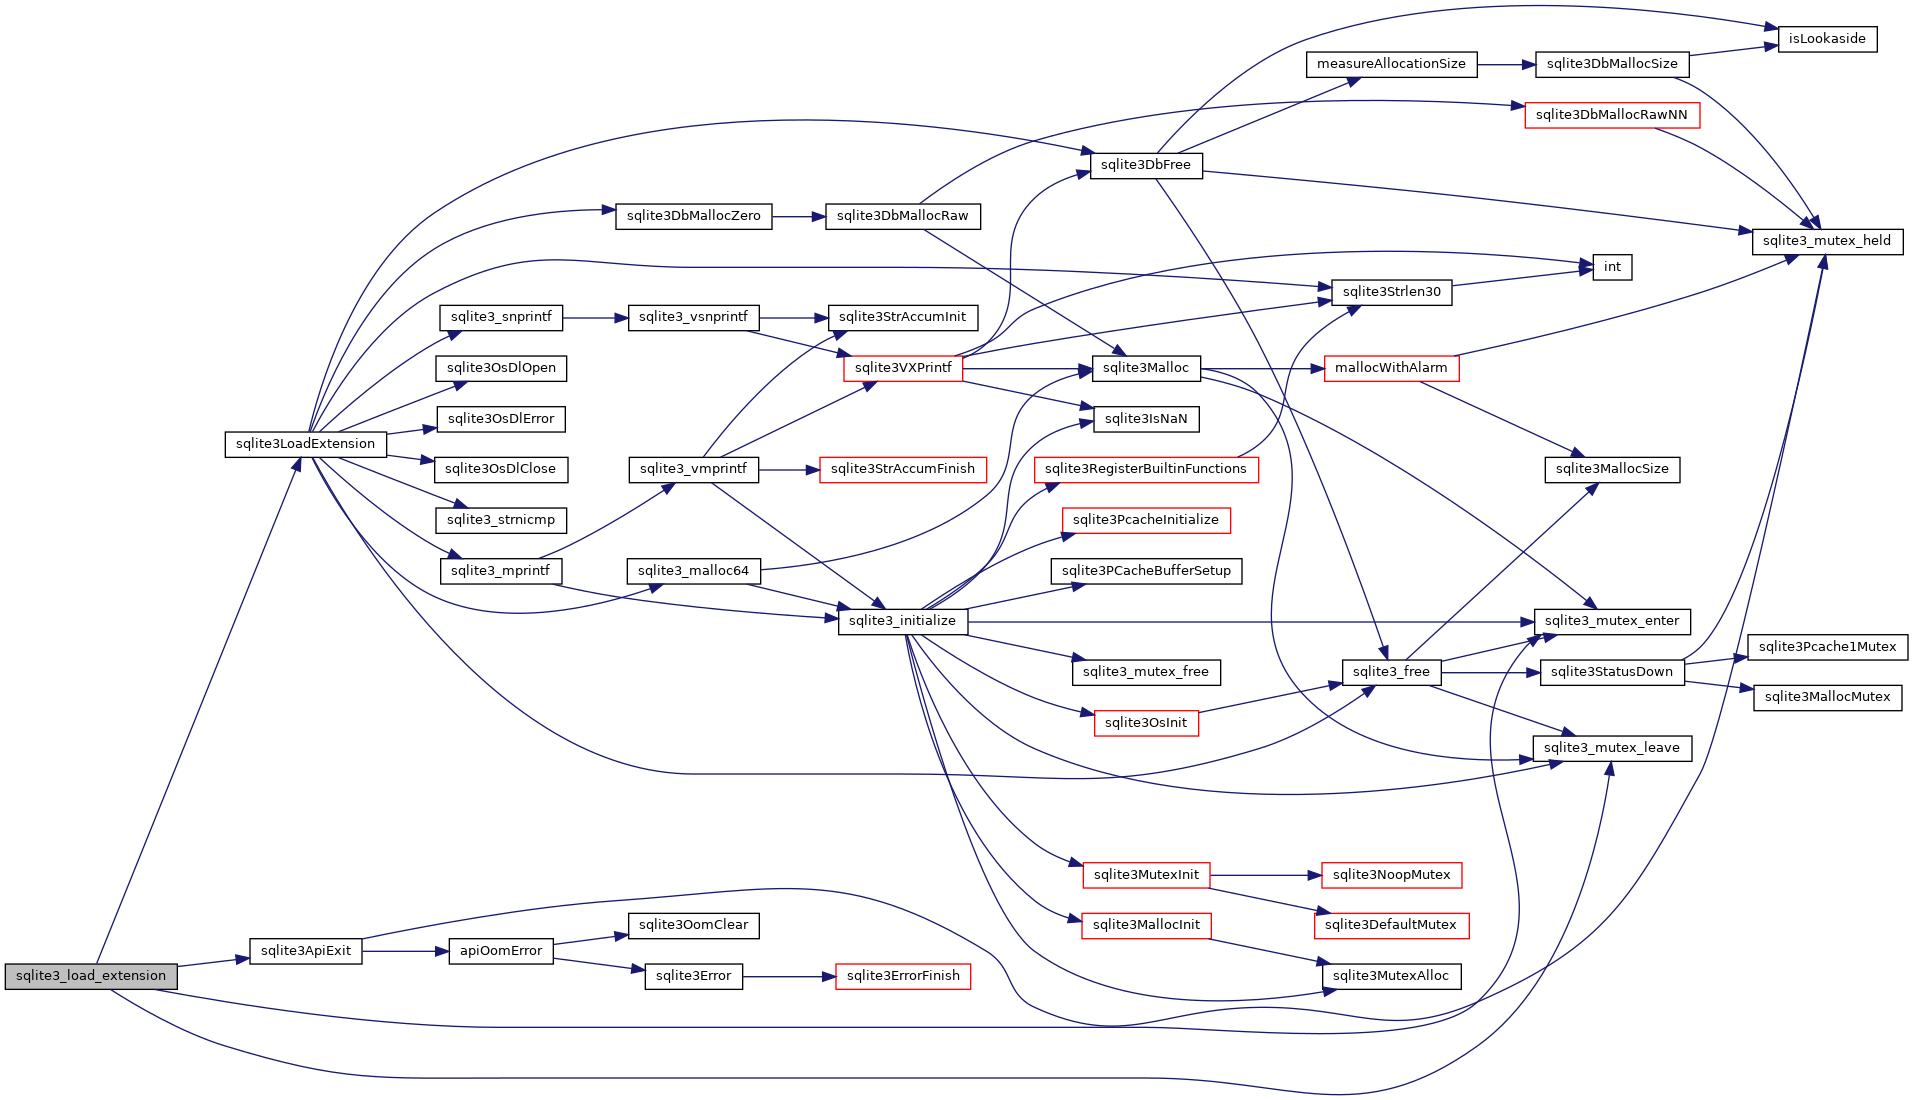 isLookaside
measureAllocationSize
sqlite3DbMallocSize
sqlite3DbMallocRawNN
sqlite3DbFree
sqlite3DbMallocZero
sqlite3DbMallocRaw
sqlite3_mutex_held
int
sqlite3Strlen30
sqlite3_snprintf
sqlite3_vsnprintf
sqlite3StrAccumInit
sqlite3OsDlOpen
sqlite3VXPrintf
sqlite3Malloc
mallocWithAlarm
sqlite3OsDlError
sqlite3IsNaN
sqlite3LoadExtension
sqlite3OsDlClose
sqlite3_vmprintf
sqlite3StrAccumFinish
sqlite3RegisterBuiltinFunctions
sqlite3MallocSize
sqlite3_strnicmp
sqlite3PcacheInitialize
sqlite3_mprintf
sqlite3_malloc64
sqlite3PCacheBufferSetup
sqlite3_initialize
sqlite3_mutex_enter
sqlite3Pcache1Mutex
sqlite3_mutex_free
sqlite3_free
sqlite3StatusDown
sqlite3MallocMutex
sqlite3OsInit
sqlite3_mutex_leave
sqlite3MutexInit
sqlite3NoopMutex
sqlite3OomClear
sqlite3MallocInit
sqlite3DefaultMutex
sqlite3ApiExit
apiOomError
sqlite3_load_extension
sqlite3Error
sqlite3ErrorFinish
sqlite3MutexAlloc